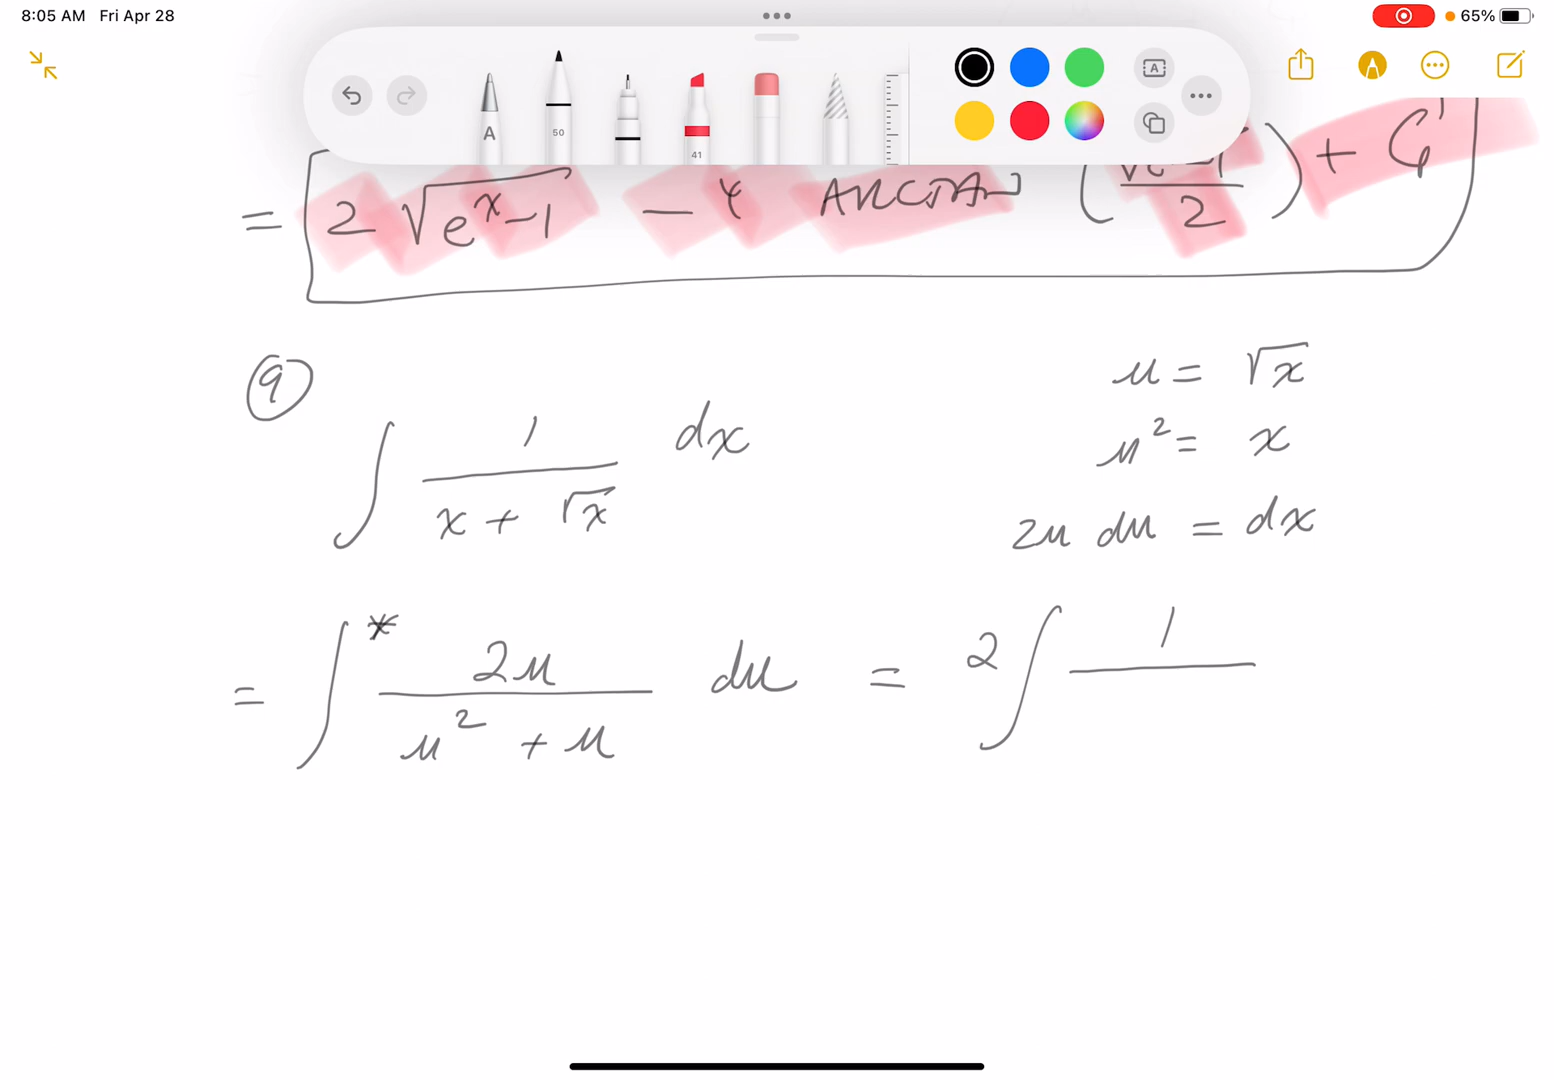 8:05 AM Fri Apr 28
65%
A
50
41
A
= 2 √(e^x-1) - 4 ARCTAN ( /2 ) + C
9
∫ 1/(x + √x) dx
u = √x
u² = x
2u du = dx
= ∫* 2u/(u² + u) du = 2 ∫ 1